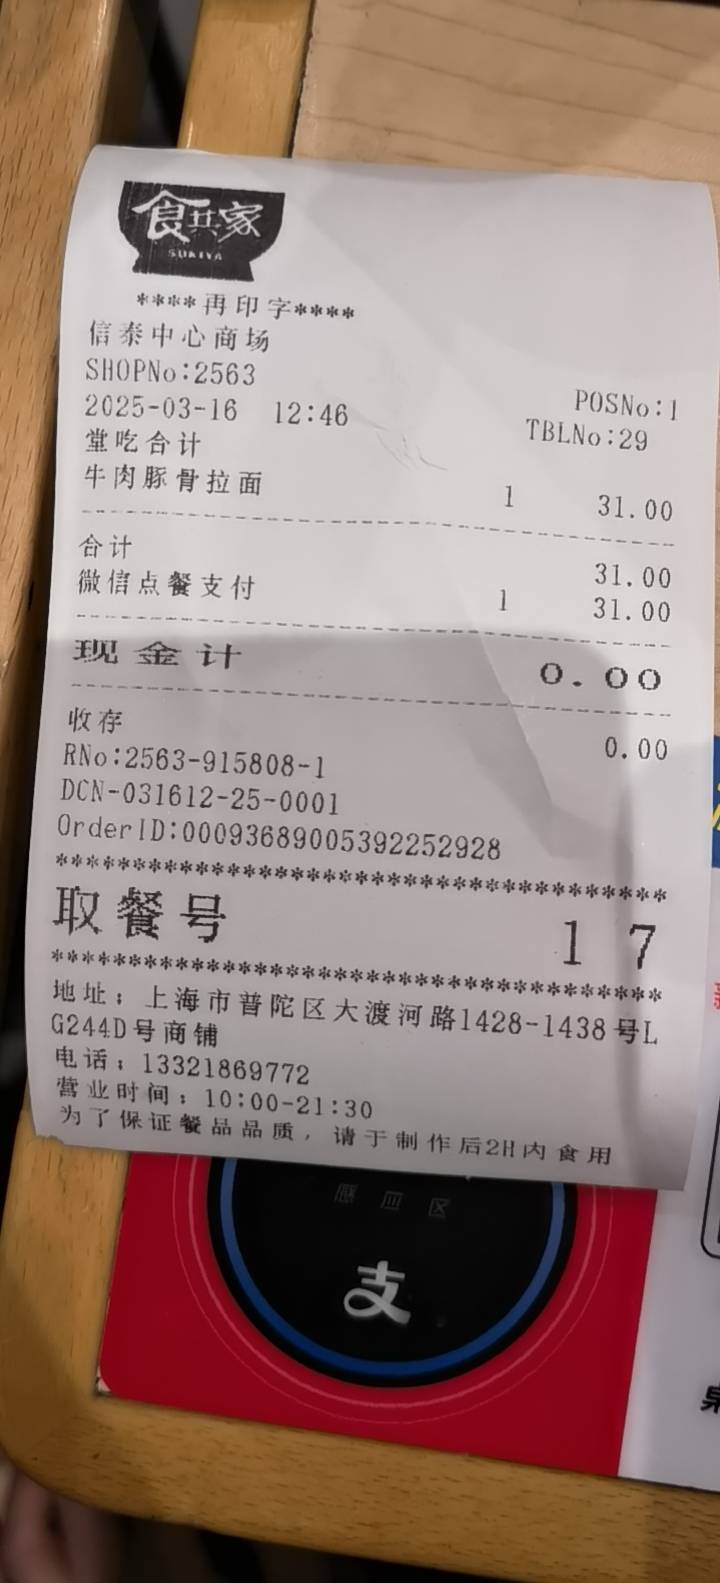 食其家
SUKIYA
****再印字****
信泰中心商场
SHOPNo:2563 POSNo:1
2025-03-16 12:46 TBLNo:29
堂吃合计
牛肉豚骨拉面 1 31.00
合计 31.00
微信点餐支付 1 31.00
现金计 0.00
收存 0.00
RNo:2563-915808-1
DCN-031612-25-0001
OrderID:00093689005392252928
取餐号 17
地址：上海市普陀区大渡河路1428-1438号L
G244D号商铺
电话：13321869772
营业时间：10:00-21:30
为了保证餐品品质，请于制作后2H内食用
感应区
支